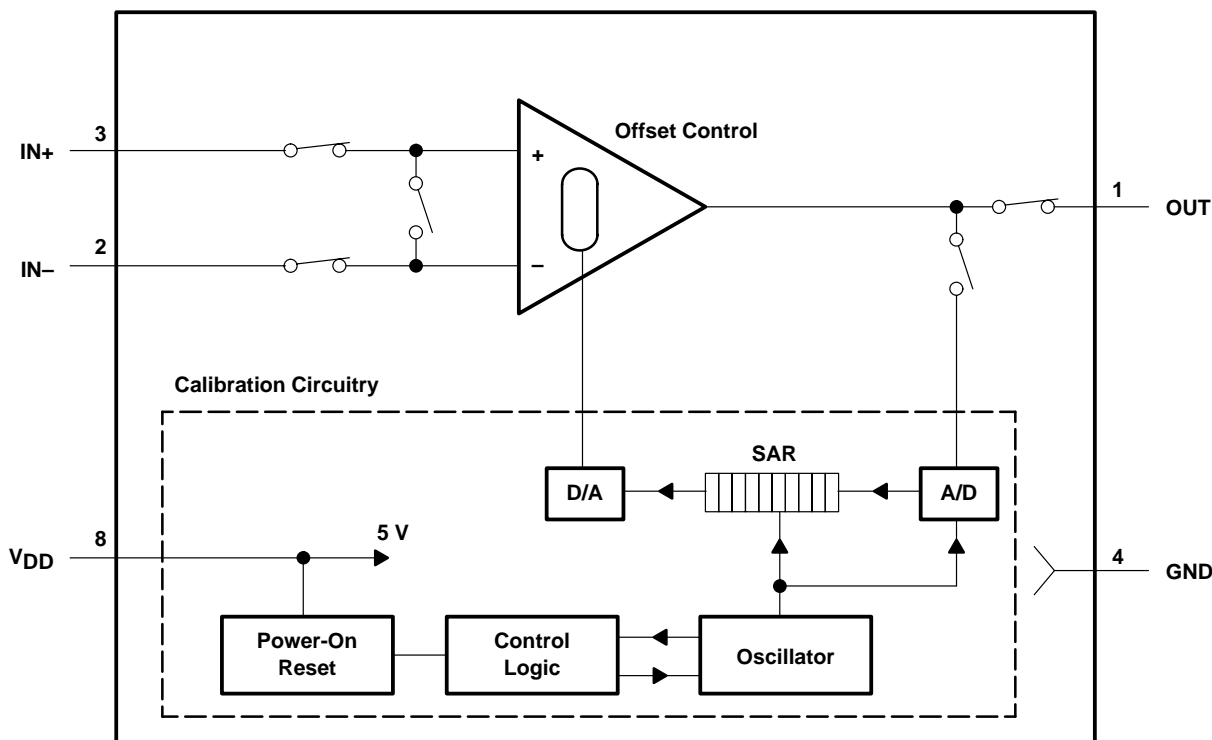 Offset Control
3
IN+
+
1
OUT
2
IN–
–
Calibration Circuitry
SAR
D/A
A/D
5 V
8
VDD
4
GND
Power-On
Reset
Control
Logic
Oscillator